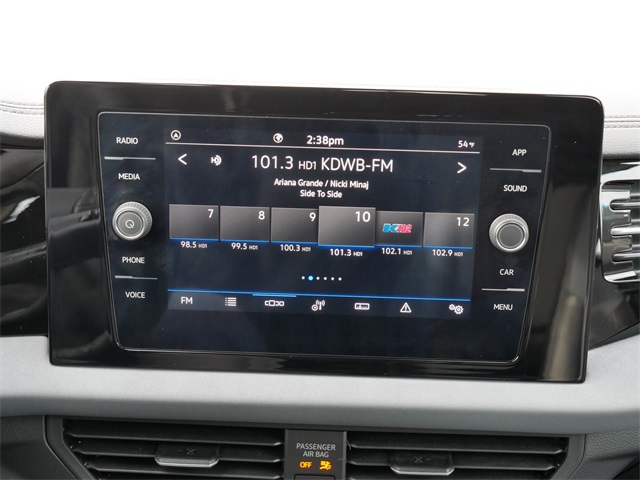 RADIO
MEDIA
PHONE
VOICE
2:38pm 54°F
101.3 HD1 KDWB-FM
Ariana Grande / Nicki Minaj
Side To Side
7 8 9 10 12
98.5 HD1 99.5 HD1 100.3 HD1 101.3 HD1 102.1 HD1 102.9 HD1
FM
APP
SOUND
CAR
MENU
PASSENGER
AIR BAG
OFF